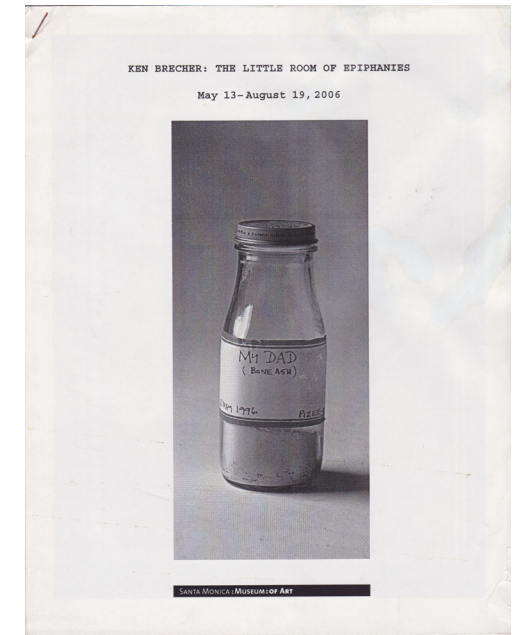 KEN BRECHER: THE LITTLE ROOM OF EPIPHANIES
May 13-August 19, 2006
MY DAD
(BONE ASH)
1996
SANTA MONICA:MUSEUM:OF ART